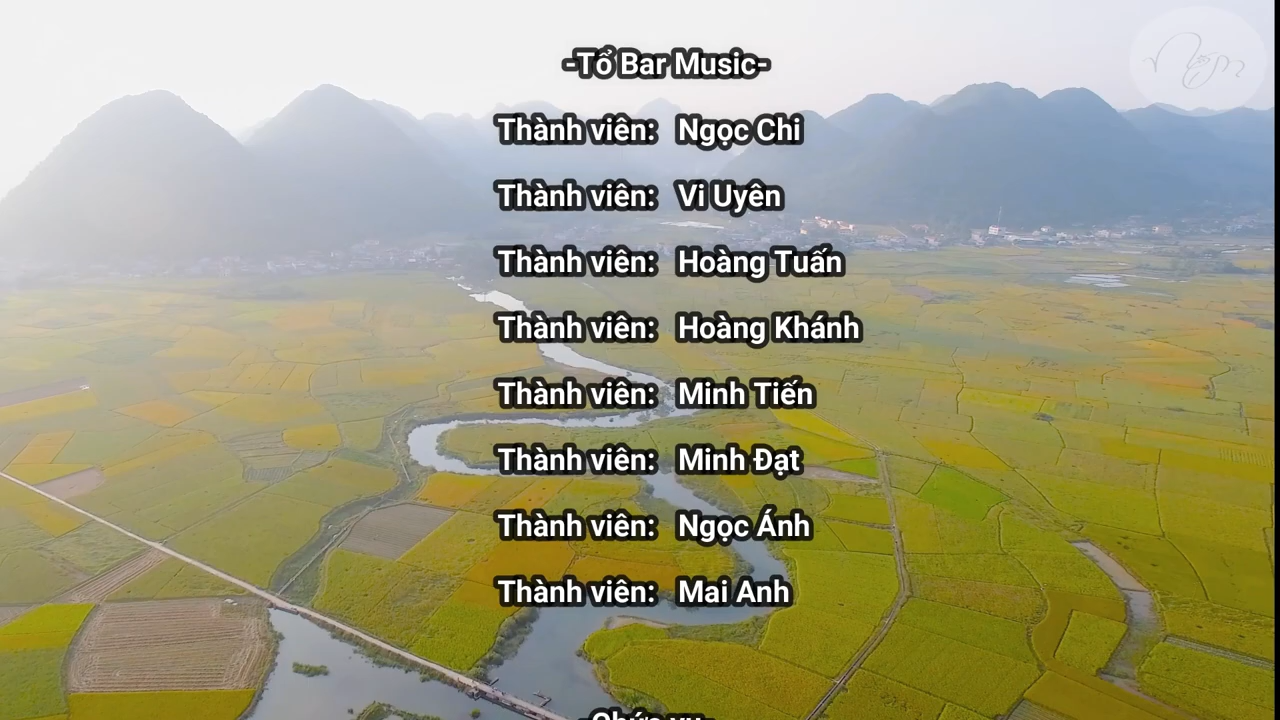 -Tổ Bar Music-
Thành viên: Ngọc Chi
Thành viên: Vi Uyên
Thành viên: Hoàng Tuấn
Thành viên: Hoàng Khánh
Thành viên: Minh Tiến
Thành viên: Minh Đạt
Thành viên: Ngọc Ánh
Thành viên: Mai Anh